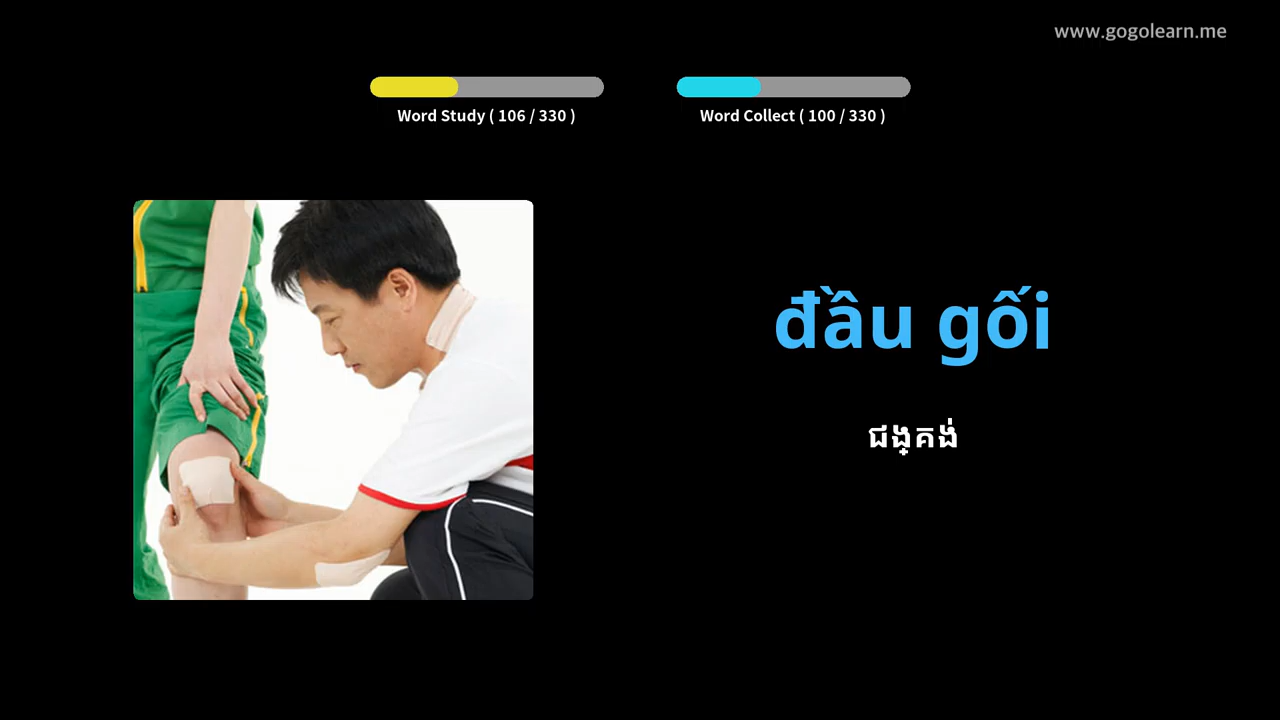 www.gogolearn.me
Word Study ( 106 / 330 )
Word Collect ( 100 / 330 )
đầu gối
ជង្គង់